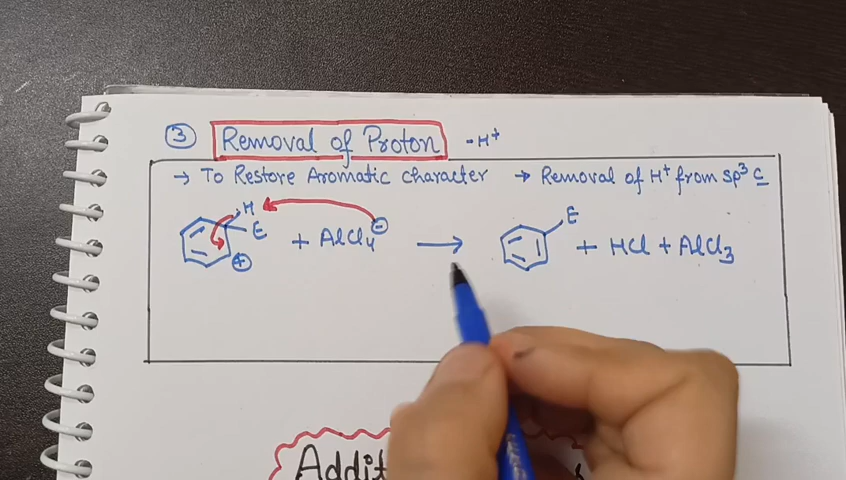 ③ Removal of Proton -H⁺
→ To Restore Aromatic character → Removal of H⁺ from sp³ C
H E ⊕ + AlCl₄ ⊖ ⟶ E + HCl + AlCl₃
Addit